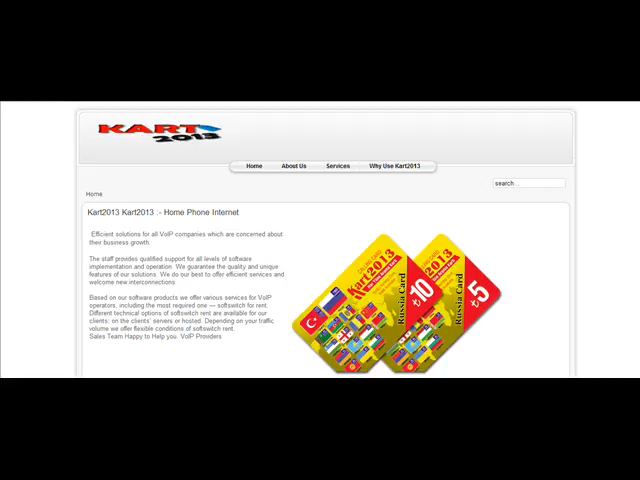 KART
2013
Home About Us Services Why Use Kart2013
search...
Home
Kart2013 Kart2013 :- Home Phone Internet
Efficient solutions for all VoIP companies which are concerned about
their business growth.
The staff provides qualified support for all levels of software
implementation and operation. We guarantee the quality and unique
features of our solutions. We do our best to offer efficient services and
welcome new interconnections
Based on our software products we offer various services for VoIP
operators, including the most required one — softswitch for rent.
Different technical options of softswitch rent are available for our
clients: on the clients' servers or hosted. Depending on your traffic
volume we offer flexible conditions of softswitch rent.
Sales Team Happy to Help you. VoIP Providers
CALLING CARD
Kart2013
Russia Card
₺10
Russia Card
₺5